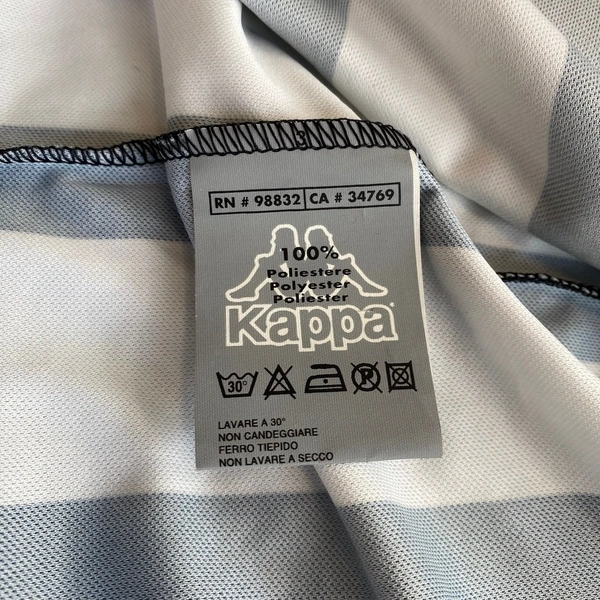 3
RN # 98832 CA # 34769
100%
Poliestere
Polyester
Poliester
Kappa
30°
P
LAVARE A 30°
NON CANDEGGIARE
FERRO TIEPIDO
NON LAVARE A SECCO